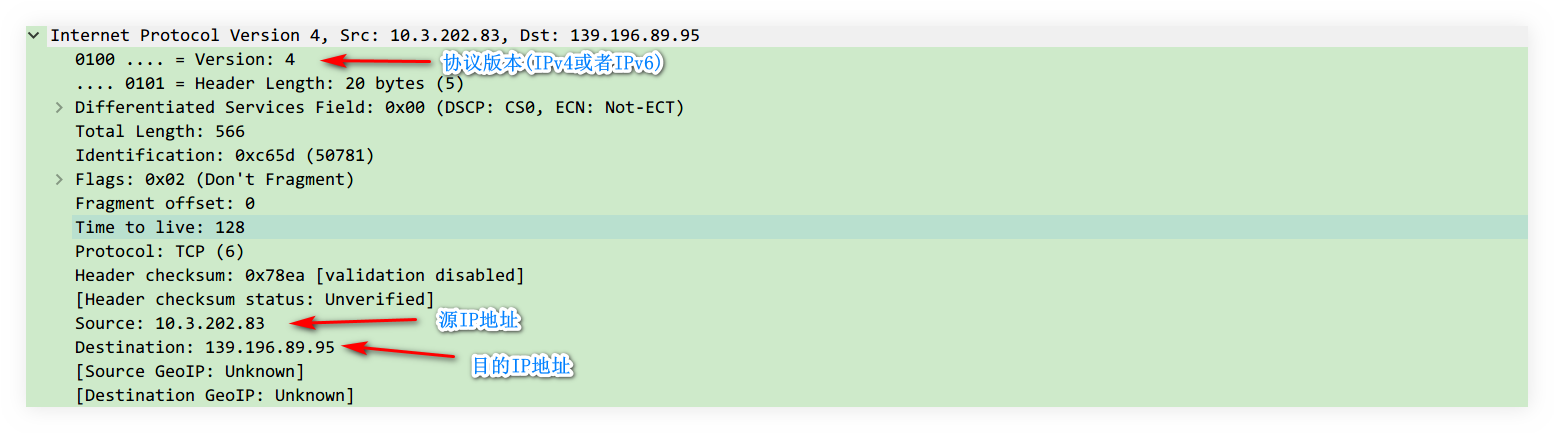 Internet Protocol Version 4, Src: 10.3.202.83, Dst: 139.196.89.95
0100 .... = Version: 4 协议版本(IPv4或者IPv6)
.... 0101 = Header Length: 20 bytes (5)
Differentiated Services Field: 0x00 (DSCP: CS0, ECN: Not-ECT)
Total Length: 566
Identification: 0xc65d (50781)
Flags: 0x02 (Don't Fragment)
Fragment offset: 0
Time to live: 128
Protocol: TCP (6)
Header checksum: 0x78ea [validation disabled]
[Header checksum status: Unverified]
Source: 10.3.202.83 源IP地址
Destination: 139.196.89.95 目的IP地址
[Source GeoIP: Unknown]
[Destination GeoIP: Unknown]